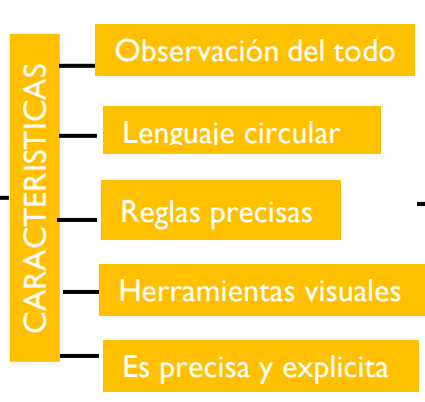 CARACTERISTICAS
Observación del todo
Lenguaje circular
Reglas precisas
Herramientas visuales
Es precisa y explicita